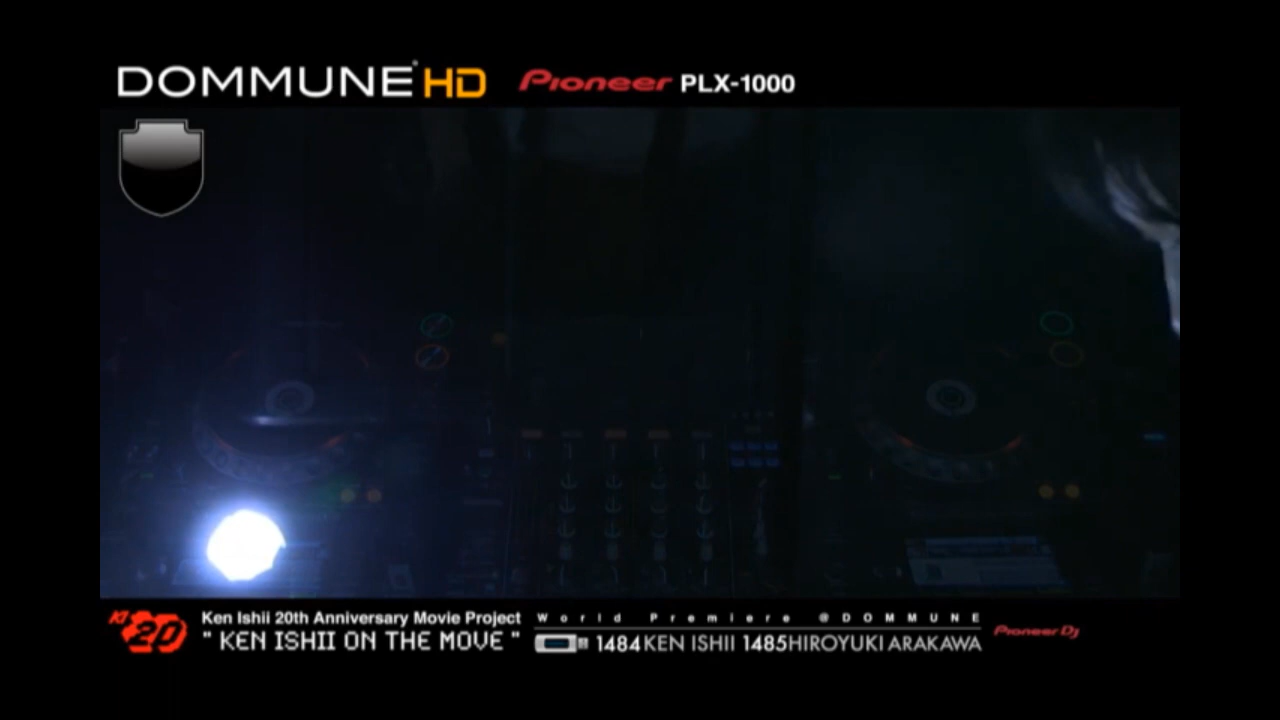 DOMMUNE HD Pioneer PLX-1000
KI 20
Ken Ishii 20th Anniversary Movie Project
" KEN ISHII ON THE MOVE "
World Premiere @DOMMUNE
1484 KEN ISHII 1485 HIROYUKI ARAKAWA
Pioneer Dj